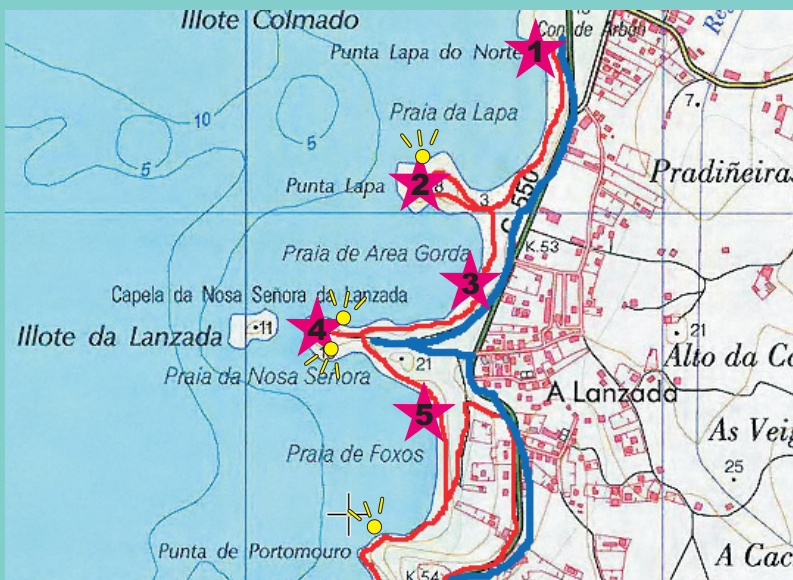 Illote Colmado
Con de Arbón
Punta Lapa do Norte
1
10
7
Praia da Lapa
5
5
Pradiñeiras
Punta Lapa
2
8
3
C 550
K.53
Praia de Area Gorda
3
Capela da Nosa Señora da Lanzada
11
4
Illote da Lanzada
21
21
Alto da Co
Praia da Nosa Señora
A Lanzada
5
As Veig
Praia de Foxos
25
Punta de Portomouro
K.54
A Cac